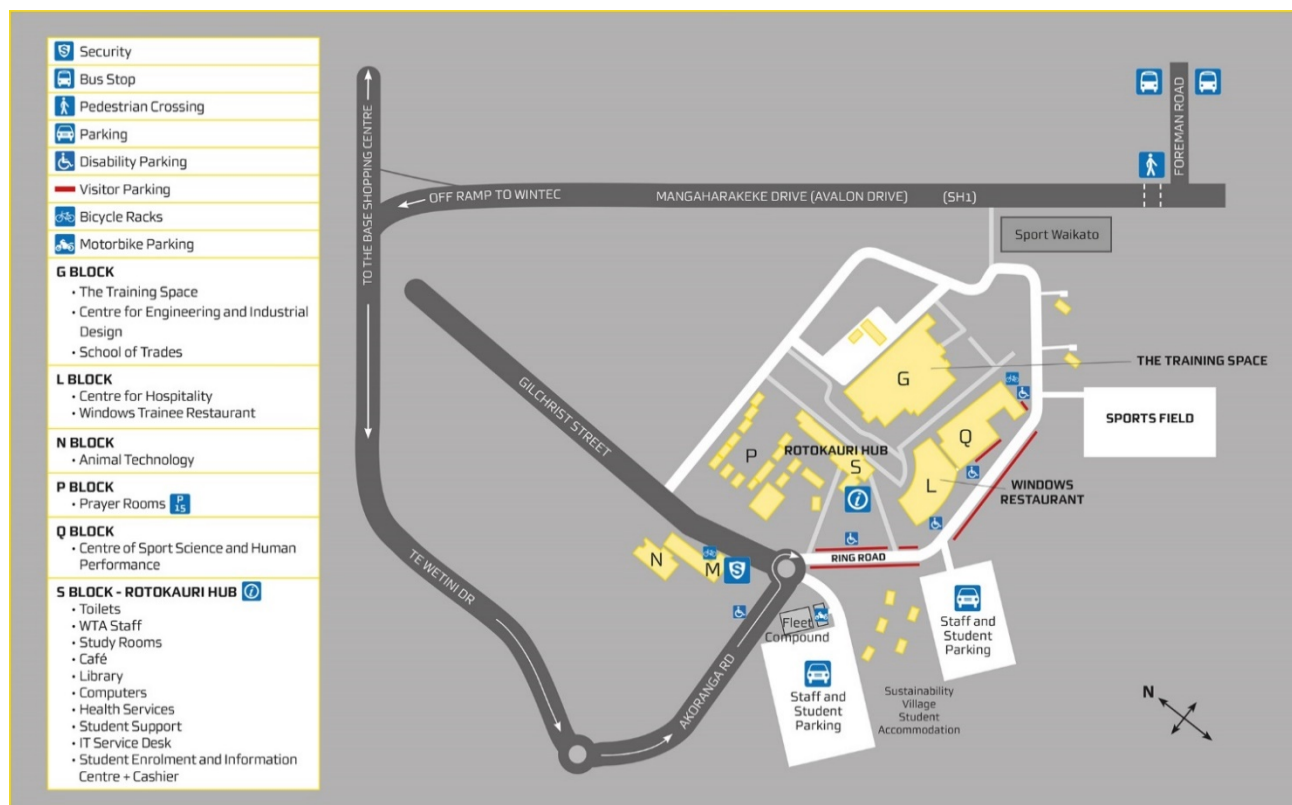 Security
Bus Stop
Pedestrian Crossing
Parking
Disability Parking
Visitor Parking
Bicycle Racks
Motorbike Parking
G BLOCK
• The Training Space
• Centre for Engineering and Industrial
Design
• School of Trades
L BLOCK
• Centre for Hospitality
• Windows Trainee Restaurant
N BLOCK
• Animal Technology
P BLOCK
• Prayer Rooms P
15
Q BLOCK
• Centre of Sport Science and Human
Performance
S BLOCK - ROTOKAURI HUB i
• Toilets
• WTA Staff
• Study Rooms
• Café
• Library
• Computers
• Health Services
• Student Support
• IT Service Desk
• Student Enrolment and Information
Centre + Cashier
TO THE BASE SHOPPING CENTRE
OFF RAMP TO WINTEC
MANGAHARAKEKE DRIVE (AVALON DRIVE) (SH1)
FOREMAN ROAD
Sport Waikato
GILCHRIST STREET
G
THE TRAINING SPACE
SPORTS FIELD
Q
P
ROTOKAURI HUB
S
i
L
WINDOWS
RESTAURANT
RING ROAD
N
M
S
TE WETINI DR
AKORANGA RD
Fleet
Compound
Staff and
Student
Parking
Staff and
Student
Parking
Sustainability
Village
Student
Accommodation
N